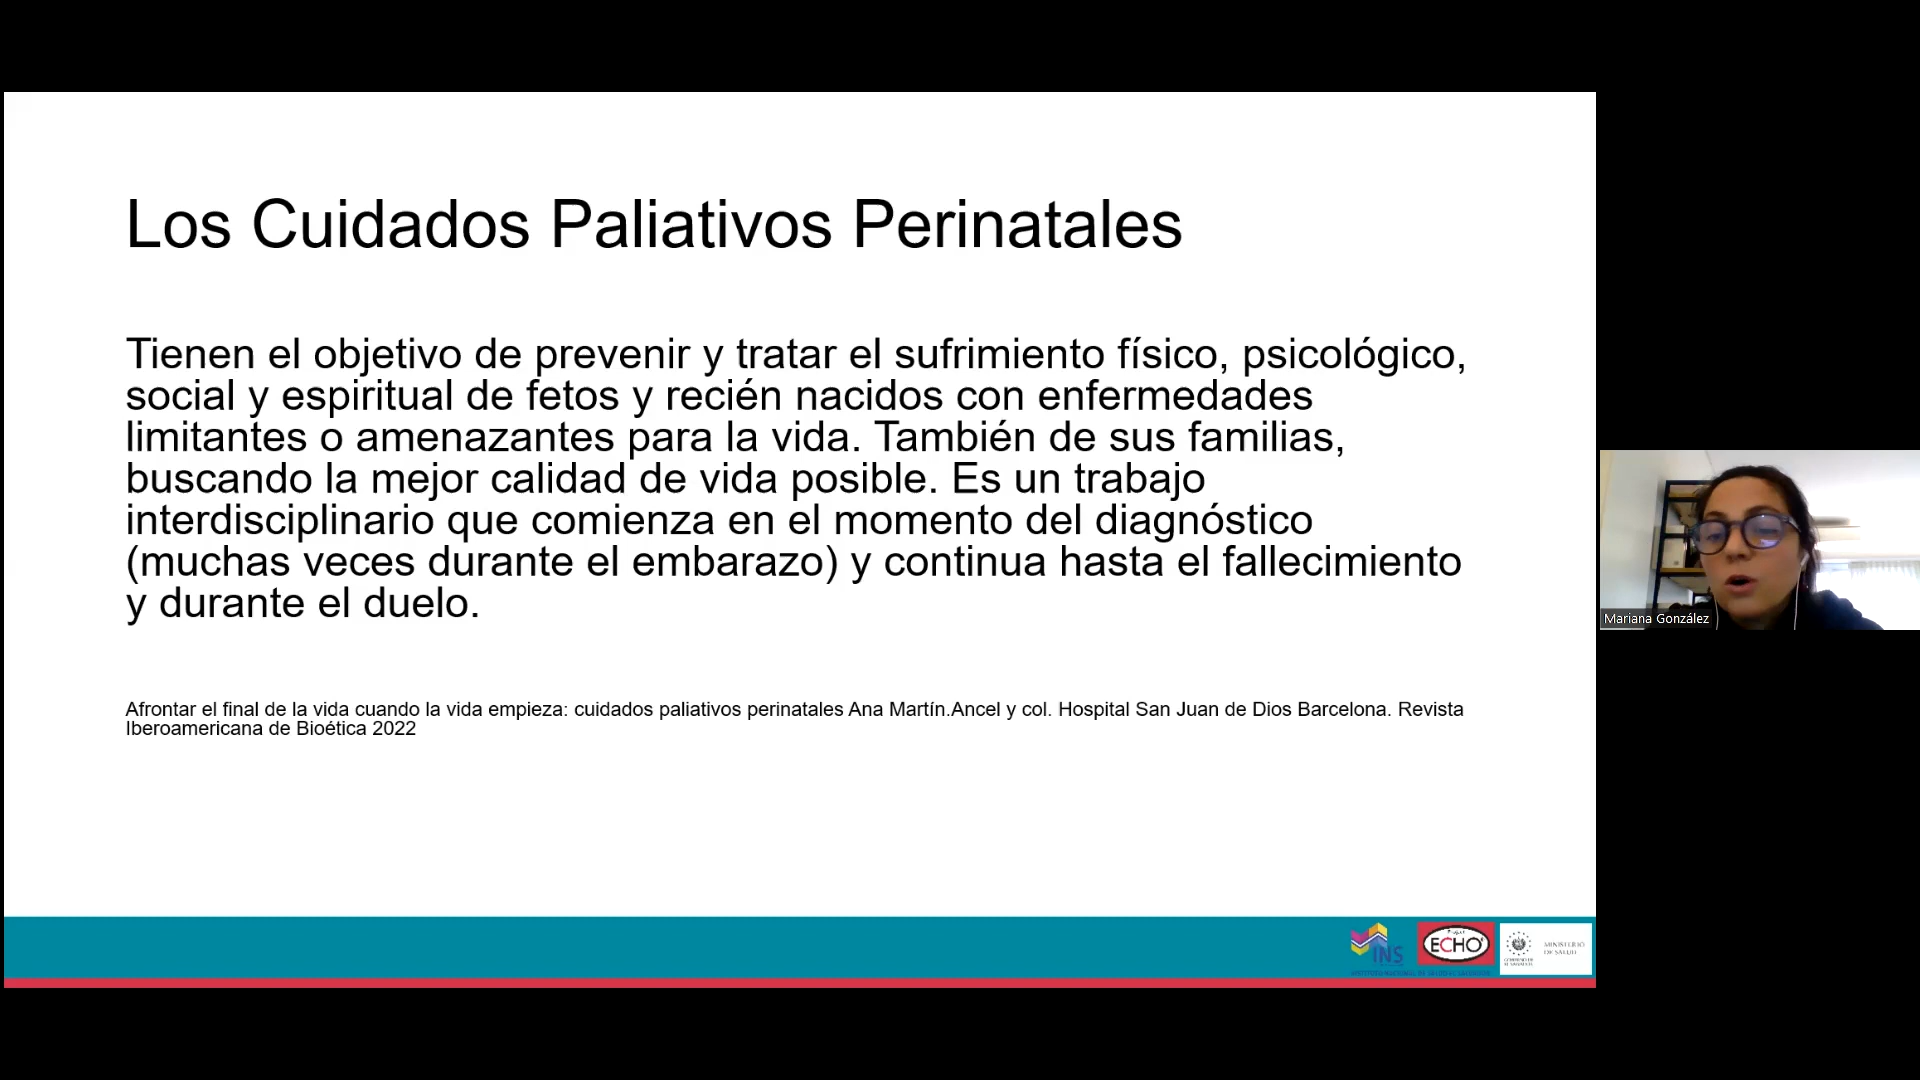 Los Cuidados Paliativos Perinatales
Tienen el objetivo de prevenir y tratar el sufrimiento físico, psicológico,
social y espiritual de fetos y recién nacidos con enfermedades
limitantes o amenazantes para la vida. También de sus familias,
buscando la mejor calidad de vida posible. Es un trabajo
interdisciplinario que comienza en el momento del diagnóstico
(muchas veces durante el embarazo) y continua hasta el fallecimiento
y durante el duelo.
Afrontar el final de la vida cuando la vida empieza: cuidados paliativos perinatales Ana Martín.Ancel y col. Hospital San Juan de Dios Barcelona. Revista
Iberoamericana de Bioética 2022
Mariana González
INS
ECHO
MINISTERIO
DE SALUD